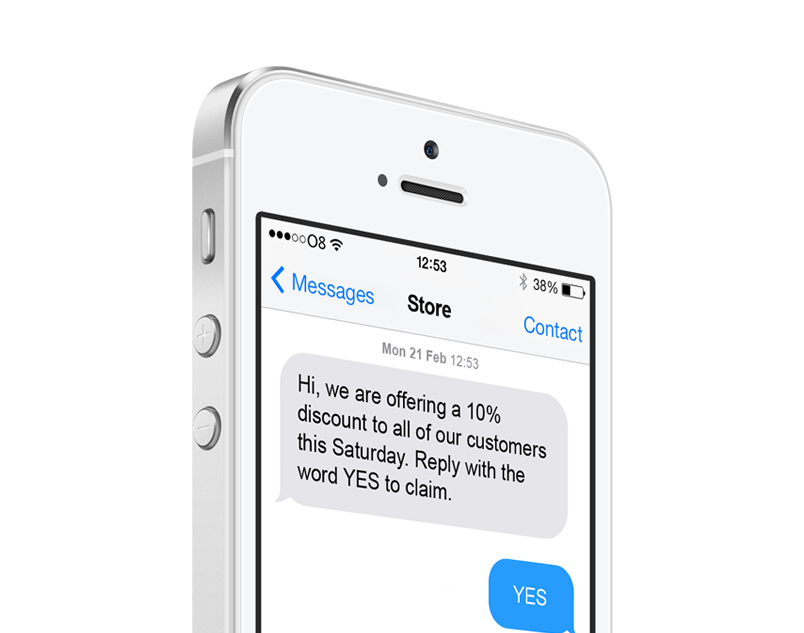 O8 12:53 38%
Messages Store Contact
Mon 21 Feb 12:53
Hi, we are offering a 10%
discount to all of our customers
this Saturday. Reply with the
word YES to claim.
YES